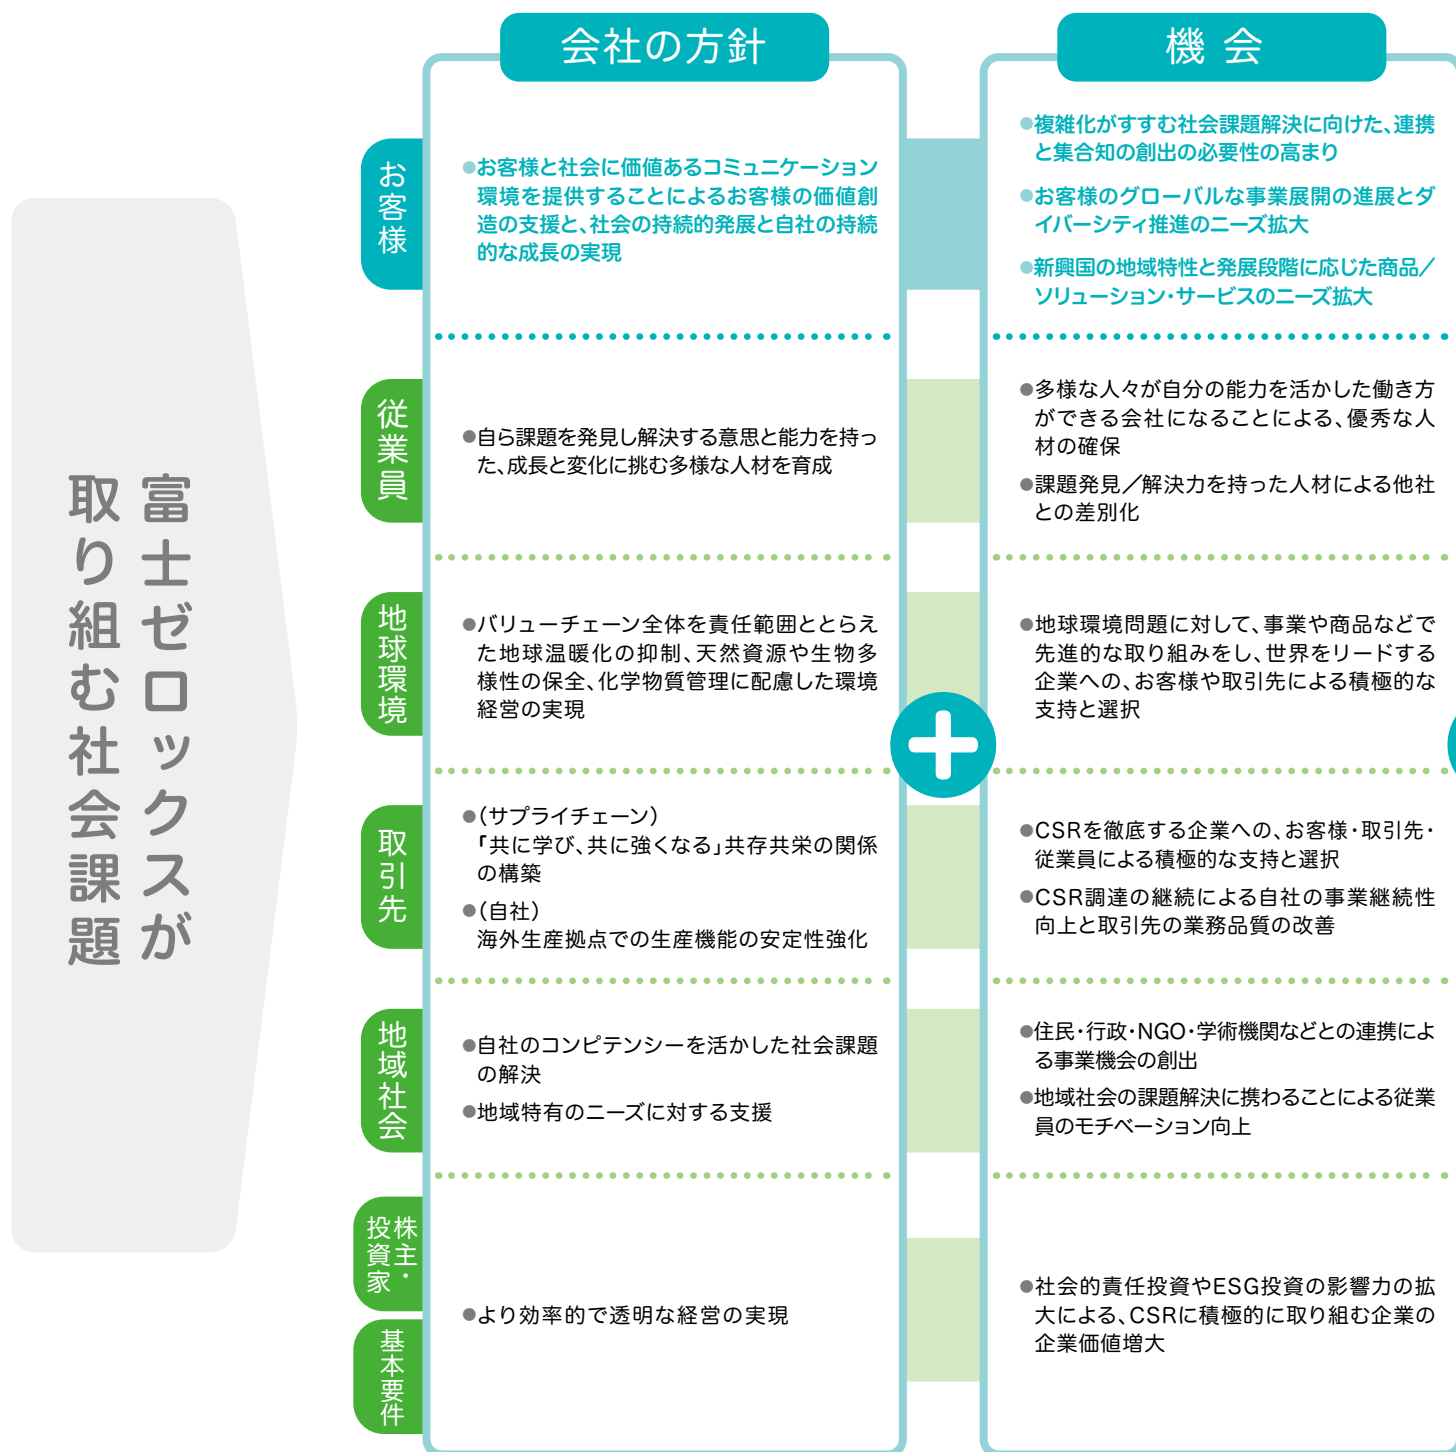 富士ゼロックスが
取り組む社会課題
会社の方針
機 会
お客様
●お客様と社会に価値あるコミュニケーション
環境を提供することによるお客様の価値創
造の支援と、社会の持続的発展と自社の持続
的な成長の実現
●複雑化がすすむ社会課題解決に向けた、連携
と集合知の創出の必要性の高まり
●お客様のグローバルな事業展開の進展とダ
イバーシティ推進のニーズ拡大
●新興国の地域特性と発展段階に応じた商品／
ソリューション・サービスのニーズ拡大
従業員
●自ら課題を発見し解決する意思と能力を持っ
た、成長と変化に挑む多様な人材を育成
●多様な人々が自分の能力を活かした働き方
ができる会社になることによる、優秀な人
材の確保
●課題発見／解決力を持った人材による他社
との差別化
地球環境
●バリューチェーン全体を責任範囲ととらえ
た地球温暖化の抑制、天然資源や生物多
様性の保全、化学物質管理に配慮した環境
経営の実現
●地球環境問題に対して、事業や商品などで
先進的な取り組みをし、世界をリードする
企業への、お客様や取引先による積極的な
支持と選択
取引先
●（サプライチェーン）
「共に学び、共に強くなる」共存共栄の関係
の構築
●（自社）
海外生産拠点での生産機能の安定性強化
●CSRを徹底する企業への、お客様・取引先・
従業員による積極的な支持と選択
●CSR調達の継続による自社の事業継続性
向上と取引先の業務品質の改善
地域社会
●自社のコンピテンシーを活かした社会課題
の解決
●地域特有のニーズに対する支援
●住民・行政・NGO・学術機関などとの連携によ
る事業機会の創出
●地域社会の課題解決に携わることによる従業
員のモチベーション向上
株主・
投資家
基本要件
●より効率的で透明な経営の実現
●社会的責任投資やESG投資の影響力の拡
大による、CSRに積極的に取り組む企業の
企業価値増大